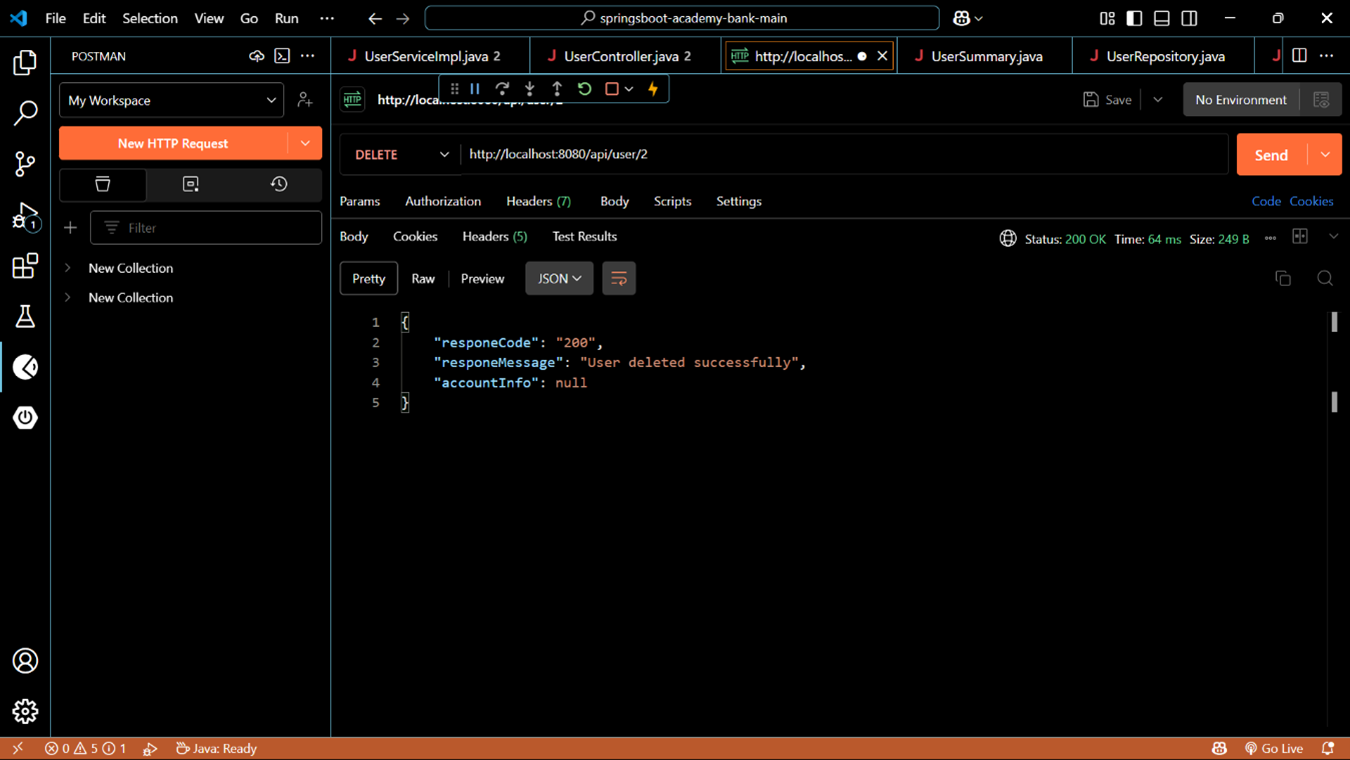 File Edit Selection View Go Run ··· springsboot-academy-bank-main
POSTMAN
UserServiceImpl.java 2 UserController.java 2 HTTP http://localhos... UserSummary.java UserRepository.java
My Workspace
HTTP Save No Environment
New HTTP Request
DELETE http://localhost:8080/api/user/2 Send
Params Authorization Headers (7) Body Scripts Settings Code Cookies
1
Filter
Body Cookies Headers (5) Test Results Status: 200 OK Time: 64 ms Size: 249 B
New Collection
New Collection
Pretty Raw Preview JSON
1 {
2 "responeCode": "200",
3 "responeMessage": "User deleted successfully",
4 "accountInfo": null
5 }
0 5 1 Java: Ready Go Live